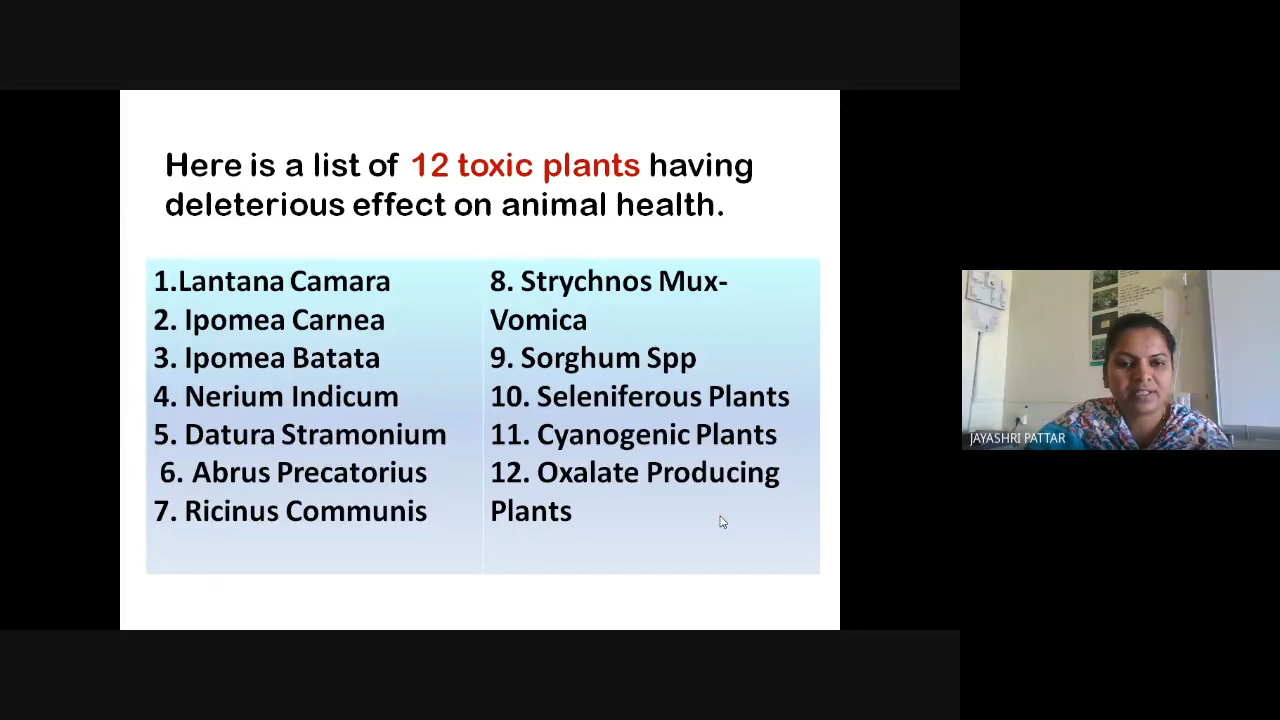 Here is a list of 12 toxic plants having
deleterious effect on animal health.
1.Lantana Camara
2. Ipomea Carnea
3. Ipomea Batata
4. Nerium Indicum
5. Datura Stramonium
6. Abrus Precatorius
7. Ricinus Communis
8. Strychnos Mux-
Vomica
9. Sorghum Spp
10. Seleniferous Plants
11. Cyanogenic Plants
12. Oxalate Producing
Plants
JAYASHRI PATTAR